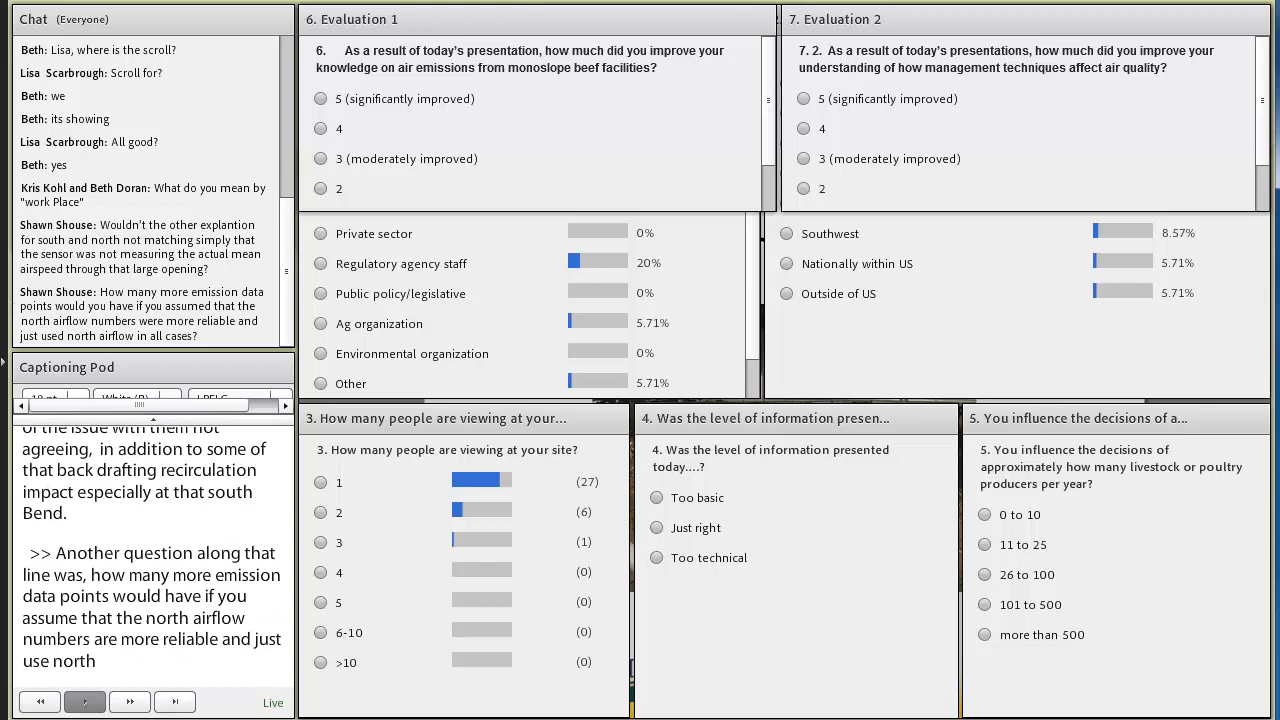 Chat (Everyone)
Beth: Lisa, where is the scroll?
Lisa Scarbrough: Scroll for?
Beth: we
Beth: its showing
Lisa Scarbrough: All good?
Beth: yes
Kris Kohl and Beth Doran: What do you mean by
"work Place"
Shawn Shouse: Wouldn't the other explantion
for south and north not matching simply that
the sensor was not measuring the actual mean
airspeed through that large opening?
Shawn Shouse: How many more emission data
points would you have if you assumed that the
north airflow numbers were more reliable and
just used north airflow in all cases?
Captioning Pod
of the issue with them not
agreeing, in addition to some of
that back drafting recirculation
impact especially at that south
Bend.
>> Another question along that
line was, how many more emission
data points would have if you
assume that the north airflow
numbers are more reliable and just
use north
Live
6. Evaluation 1
6. As a result of today's presentation, how much did you improve your
knowledge on air emissions from monoslope beef facilities?
5 (significantly improved)
4
3 (moderately improved)
2
7. Evaluation 2
7. 2. As a result of today's presentations, how much did you improve your
understanding of how management techniques affect air quality?
5 (significantly improved)
4
3 (moderately improved)
2
Private sector 0%
Regulatory agency staff 20%
Public policy/legislative 0%
Ag organization 5.71%
Environmental organization 0%
Other 5.71%
Southwest 8.57%
Nationally within US 5.71%
Outside of US 5.71%
3. How many people are viewing at your...
3. How many people are viewing at your site?
1 (27)
2 (6)
3 (1)
4 (0)
5 (0)
6-10 (0)
>10 (0)
4. Was the level of information presen...
4. Was the level of information presented
today....?
Too basic
Just right
Too technical
5. You influence the decisions of a...
5. You influence the decisions of
approximately how many livestock or poultry
producers per year?
0 to 10
11 to 25
26 to 100
101 to 500
more than 500